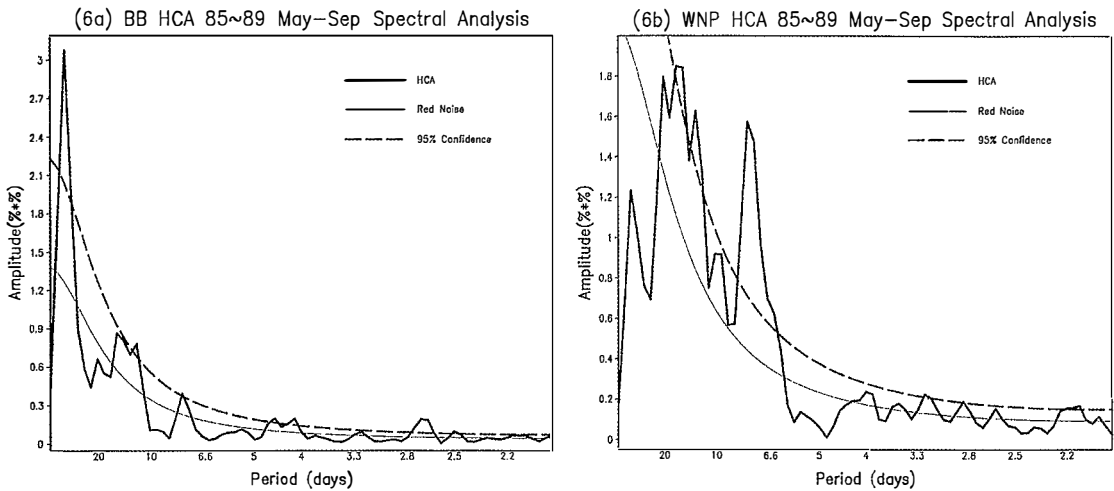 (6a) BB HCA 85~89 May-Sep Spectral Analysis
3
2.7
2.4
2.1
1.8
1.5
1.2
0.9
0.6
0.3
0
Amplitude(%*%)
HCA
Red Noise
95% Confidence
20 10 6.6 5 4 3.3 2.8 2.5 2.2
Period (days)
(6b) WNP HCA 85~89 May-Sep Spectral Analysis
1.8
1.6
1.4
1.2
1
0.8
0.6
0.4
0.2
0
Amplitude(%*%)
HCA
Red Noise
95% Confidence
20 10 6.6 5 4 3.3 2.8 2.5 2.2
Period (days)